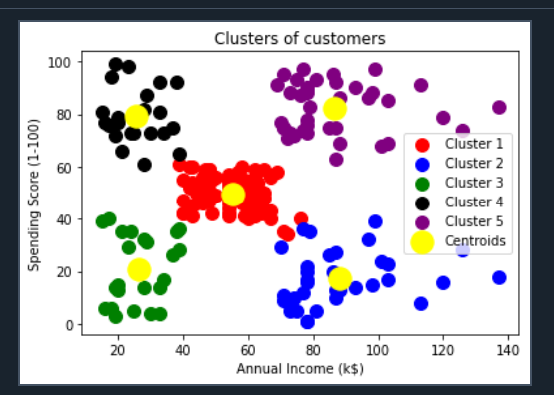 Clusters of customers
100
80
60
40
20
0
Spending Score (1-100)
Cluster 1
Cluster 2
Cluster 3
Cluster 4
Cluster 5
Centroids
20 40 60 80 100 120 140
Annual Income (k$)